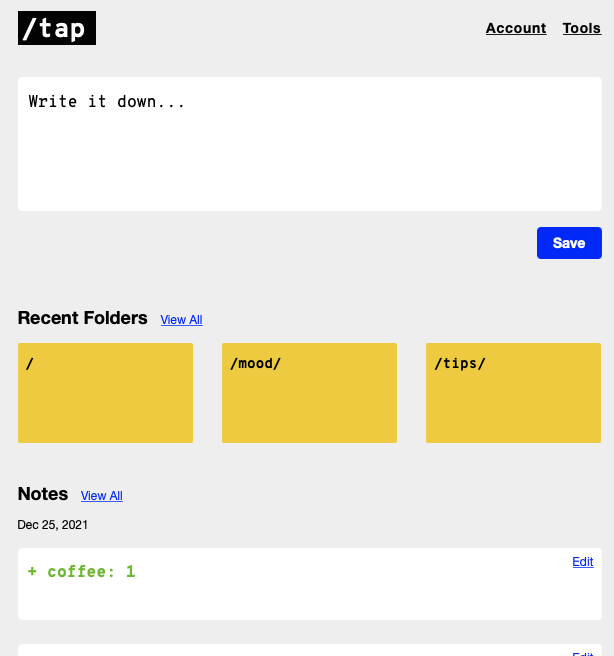 /tap
Account Tools
Write it down...
Save
Recent Folders View All
/ /mood/ /tips/
Notes View All
Dec 25, 2021
Edit
+ coffee: 1
Edit